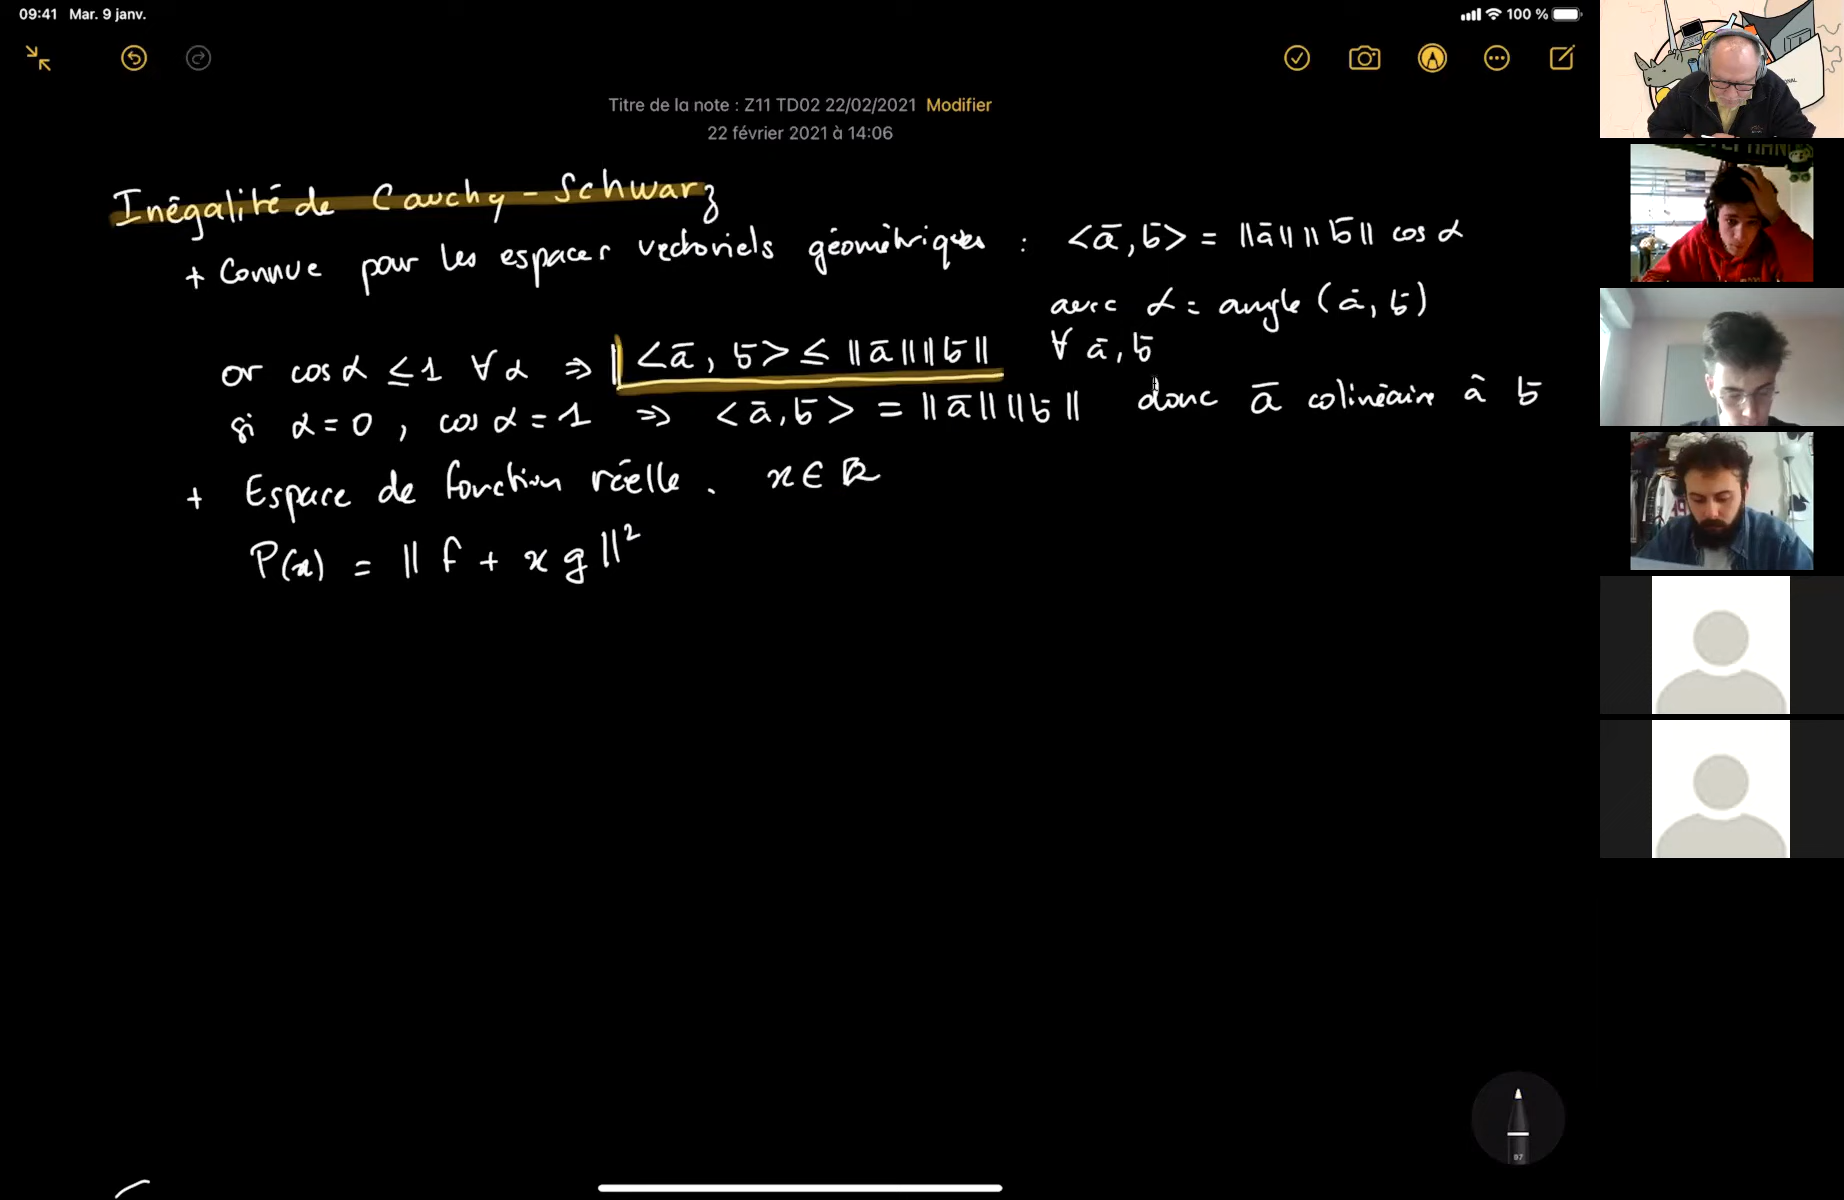 09:41 Mar. 9 janv. 100 %
Titre de la note : Z11 TD02 22/02/2021 Modifier
22 février 2021 à 14:06
Inégalité de Cauchy - Schwarz
+ Connue pour les espaces vectoriels géométriques : <ā, b̄> = ||ā|| ||b̄|| cos α
avec α = angle (ā, b̄)
or cos α ≤ 1 ∀ α ⇒ || <ā, b̄> ≤ ||ā|| ||b̄|| ∀ ā, b̄
si α = 0, cos α = 1 ⇒ <ā, b̄> = ||ā|| ||b̄|| donc ā colinéaire à b̄
+ Espace de fonction réelle. x ∈ ℝ
P(x) = || f + x g ||²